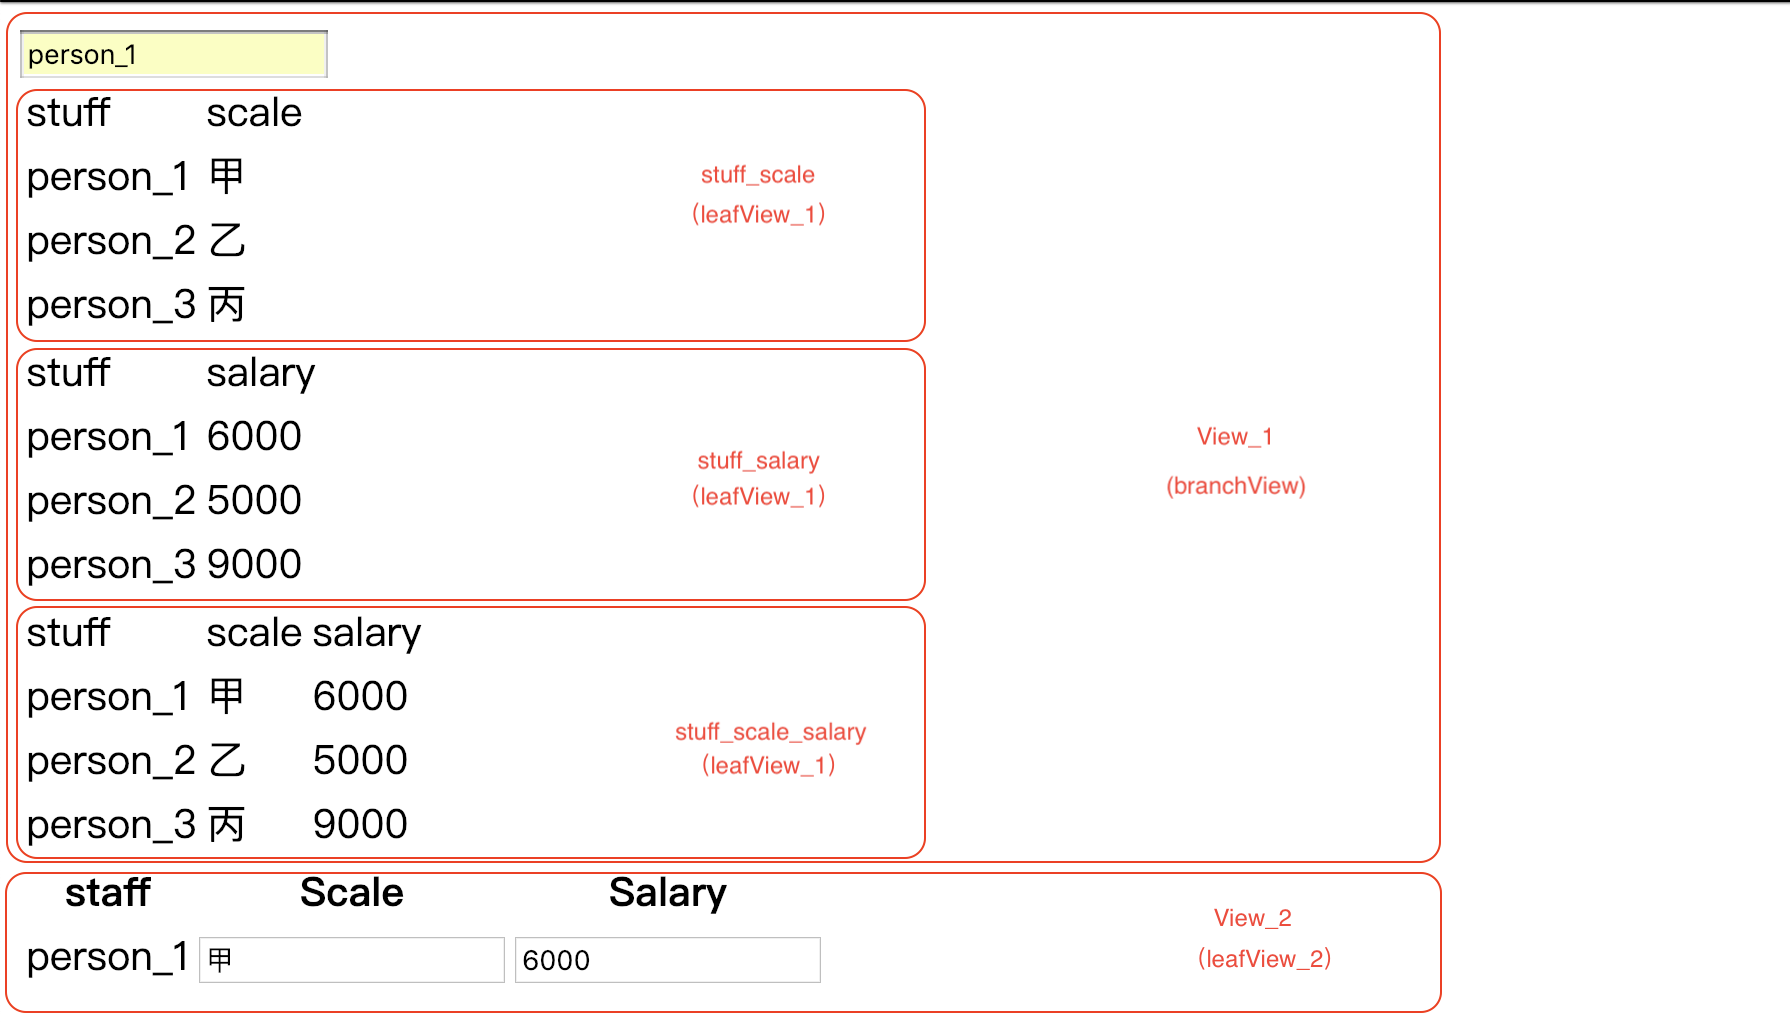 person_1
stuff scale
person_1 甲
person_2 乙
person_3 丙
stuff_scale
(leafView_1)
stuff salary
person_1 6000
person_2 5000
person_3 9000
stuff_salary
(leafView_1)
stuff scale salary
person_1 甲 6000
person_2 乙 5000
person_3 丙 9000
stuff_scale_salary
(leafView_1)
View_1
(branchView)
staff Scale Salary
person_1 甲 6000
View_2
(leafView_2)